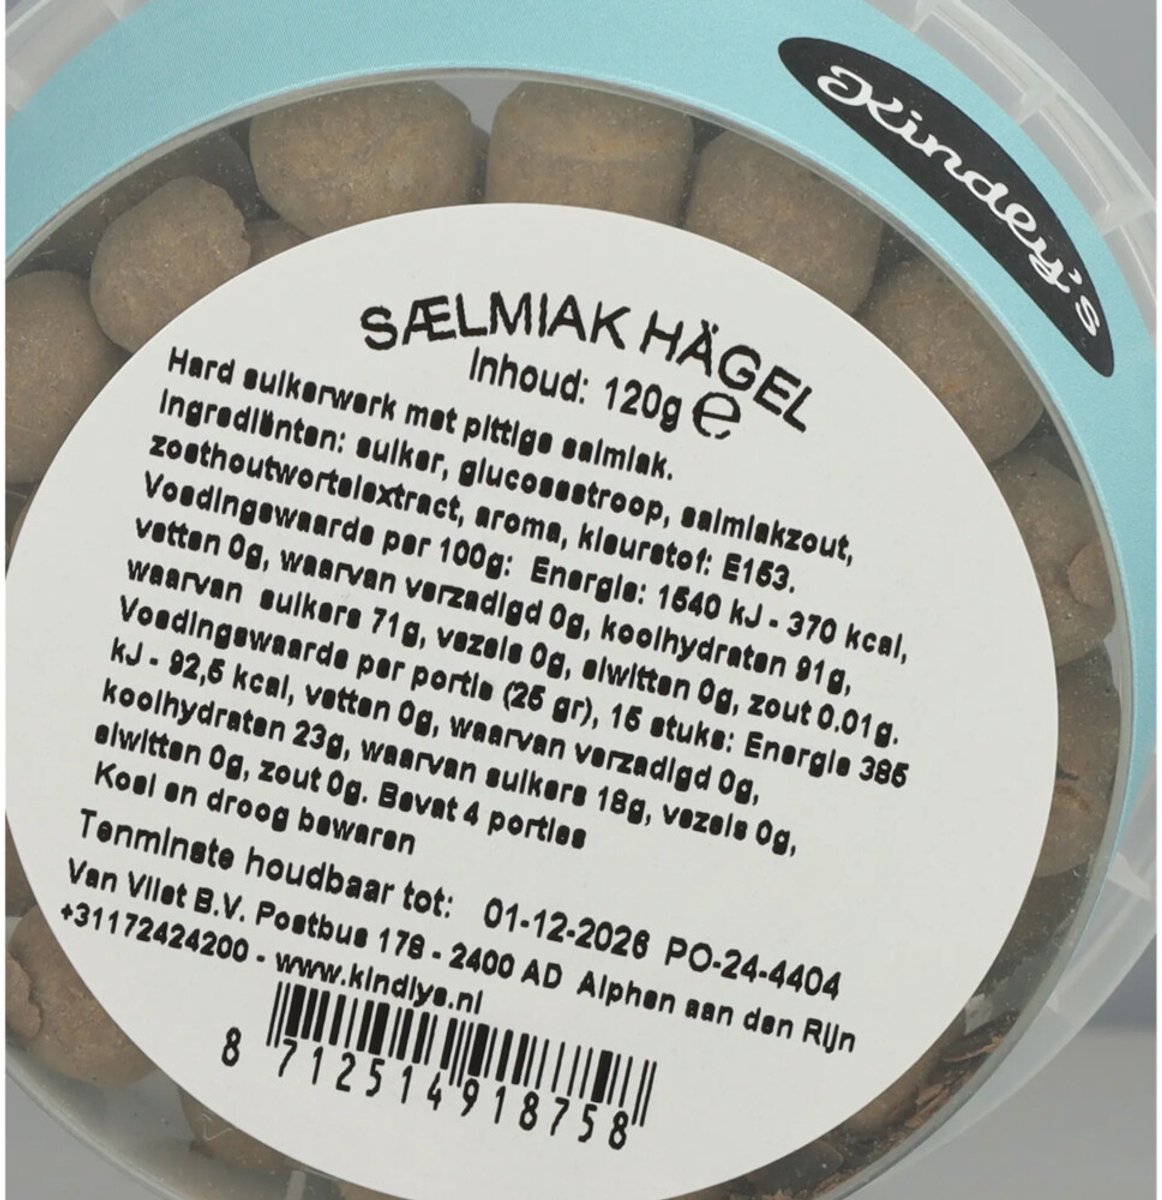 Kindly's
SÆLMIAK HÄGEL
Inhoud: 120g e
Hard suikerwerk met pittige salmiak.
Ingrediënten: suiker, glucosestroop, salmiakzout,
zoethoutwortelextract, aroma, kleurstof: E153.
Voedingswaarde per 100g: Energie: 1540 kJ - 370 kcal,
vetten 0g, waarvan verzadigd 0g, koolhydraten 91g,
waarvan suikers 71g, vezels 0g, eiwitten 0g, zout 0.01g.
Voedingswaarde per portie (25 gr), 15 stuks: Energie 385
kJ - 92,5 kcal, vetten 0g, waarvan verzadigd 0g,
koolhydraten 23g, waarvan suikers 18g, vezels 0g,
eiwitten 0g, zout 0g. Bevat 4 porties
Koel en droog bewaren
Tenminste houdbaar tot: 01-12-2026 PO-24-4404
Van Vliet B.V. Postbus 178 - 2400 AD Alphen aan den Rijn
+31172424200 - www.kindlys.nl
8 712514 918758